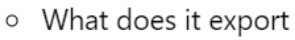 ○ What does it export